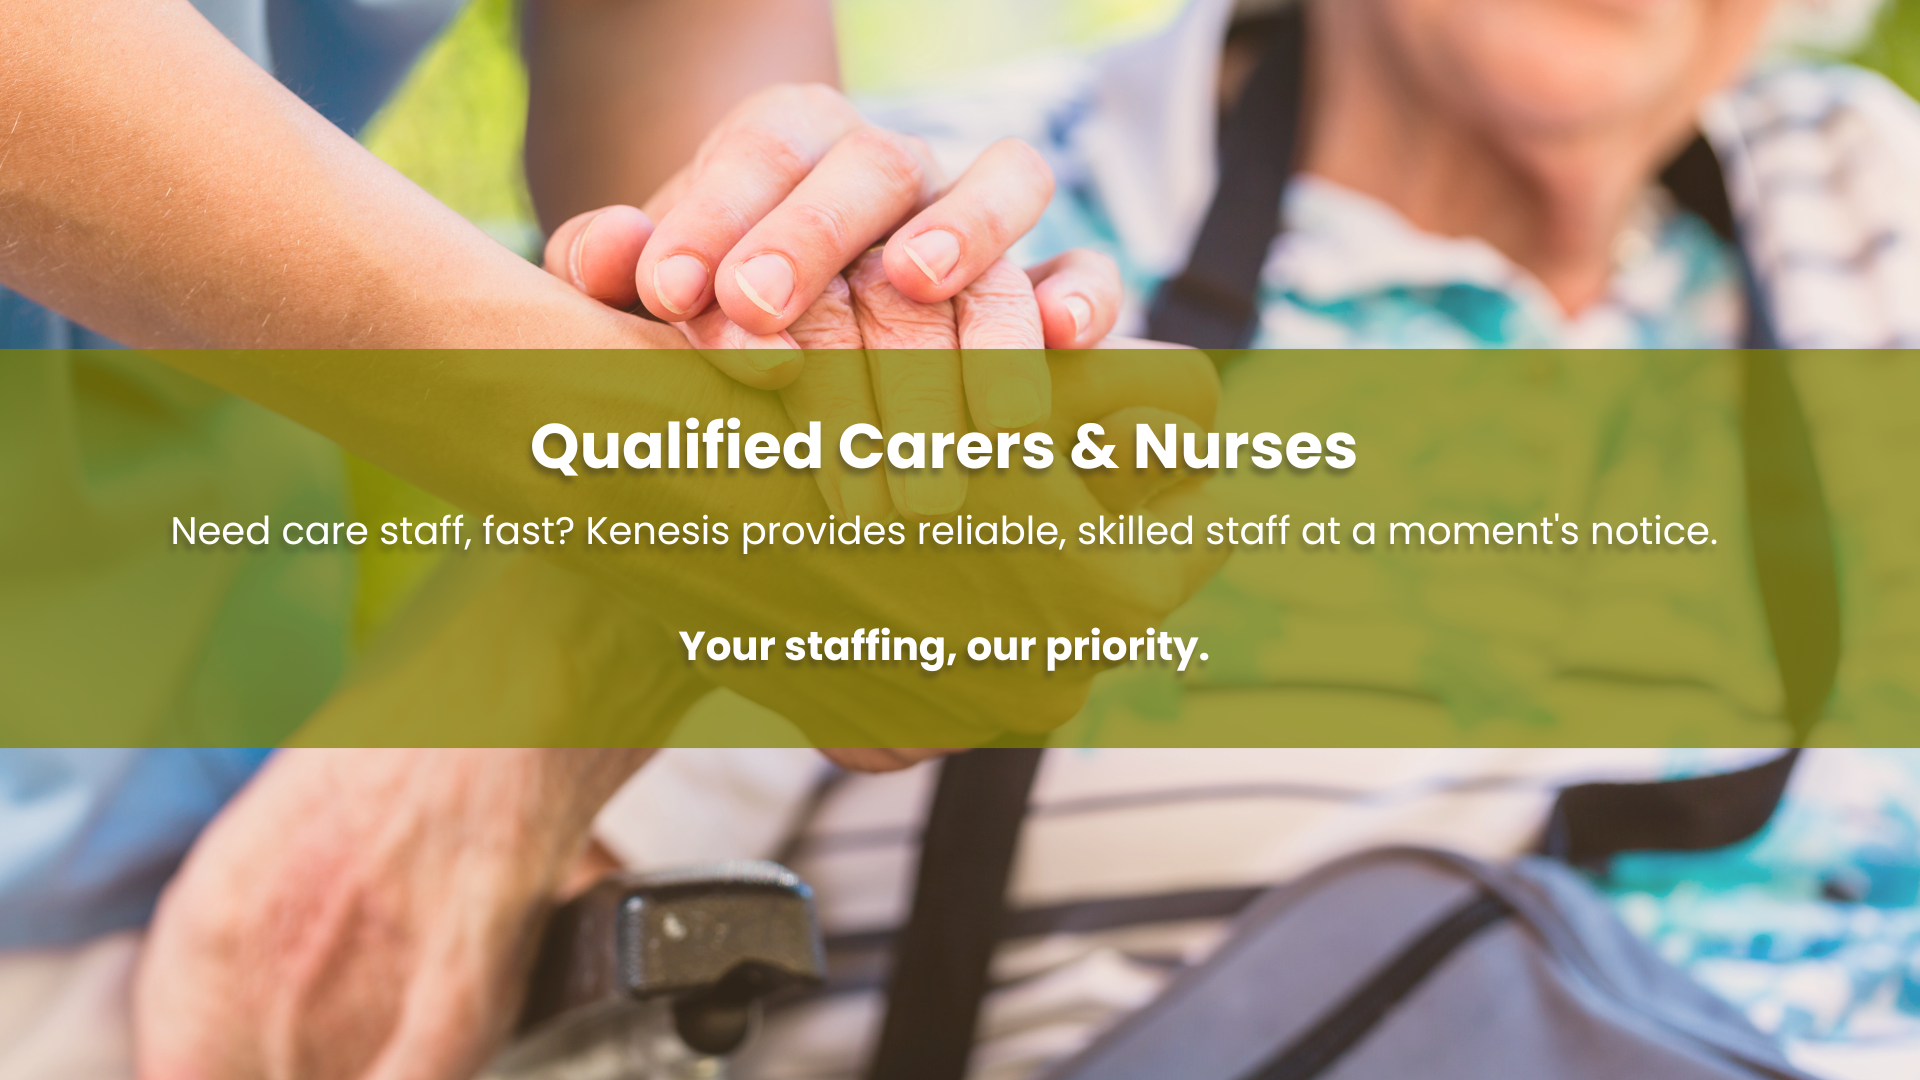 Qualified Carers & Nurses
Need care staff, fast? Kenesis provides reliable, skilled staff at a moment's notice.
Your staffing, our priority.